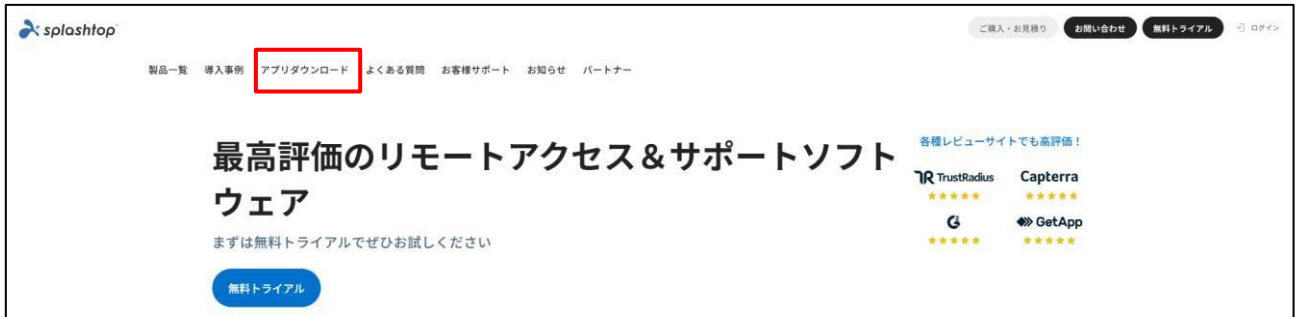 splashtop
ご購入・お見積り
お問い合わせ
無料トライアル
ログイン
製品一覧 導入事例 アプリダウンロード よくある質問 お客様サポート お知らせ パートナー
最高評価のリモートアクセス＆サポートソフト
ウェア
まずは無料トライアルでぜひお試しください
無料トライアル
各種レビューサイトでも高評価！
TrustRadius
Capterra
G2
GetApp